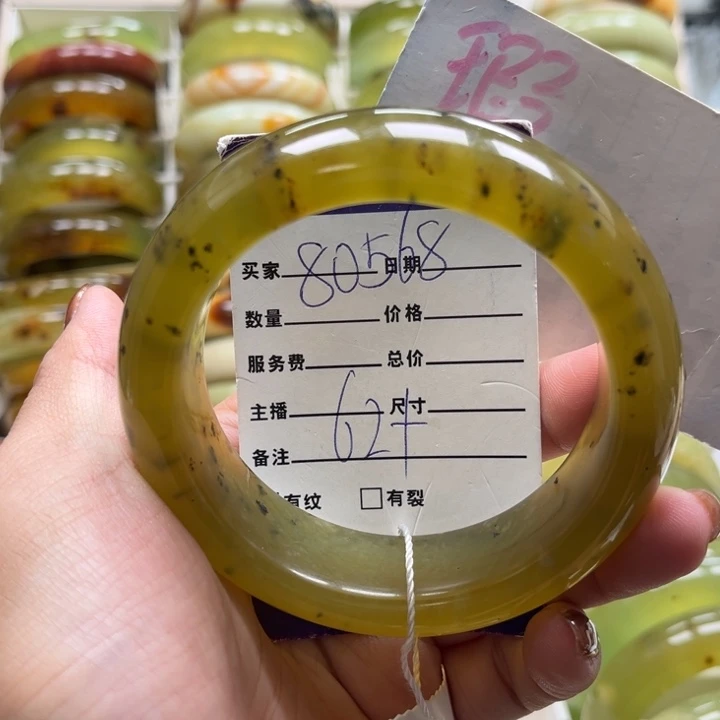 80568
买家 日期
数量 价格
服务费 总价
主播 尺寸
62+
备注
有纹 □有裂